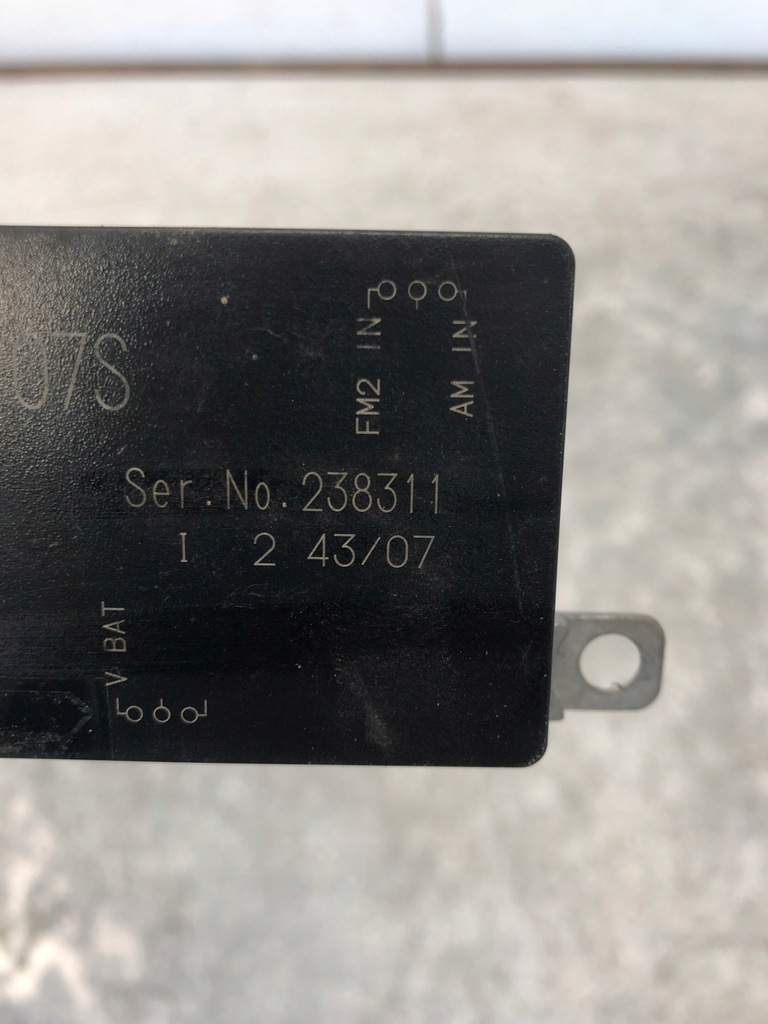 07S
FM2 IN
AM IN
Ser.No.238311
I 2 43/07
V BAT